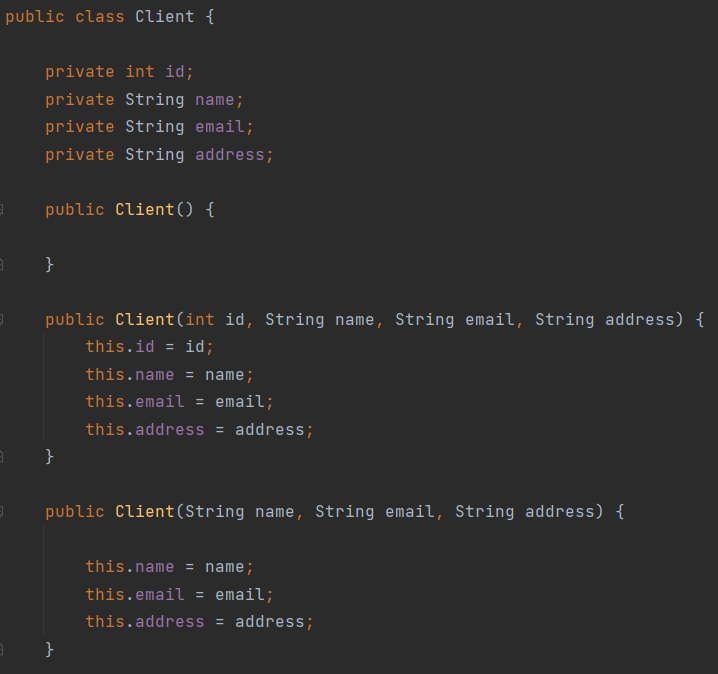 public class Client {
private int id;
private String name;
private String email;
private String address;
public Client() {
}
public Client(int id, String name, String email, String address) {
this.id = id;
this.name = name;
this.email = email;
this.address = address;
}
public Client(String name, String email, String address) {
this.name = name;
this.email = email;
this.address = address;
}